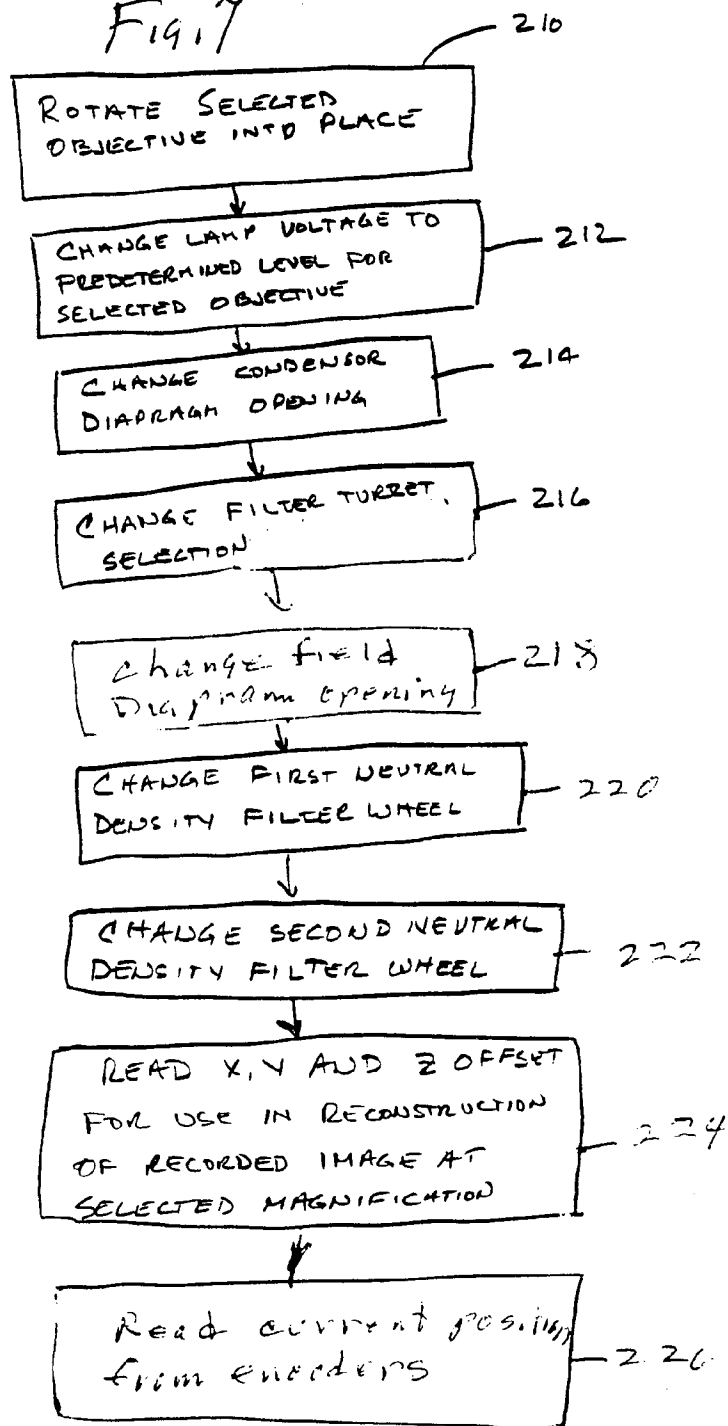 Fig. 7
210
ROTATE SELECTED
OBJECTIVE INTO PLACE
CHANGE LAMP VOLTAGE TO
PREDETERMINED LEVEL FOR
SELECTED OBJECTIVE
212
CHANGE CONDENSOR
DIAPRAGM OPENING
214
CHANGE FILTER TURRET
SELECTION
216
Change field
Diapram opening
218
CHANGE FIRST NEUTRAL
DENSITY FILTER WHEEL
220
CHANGE SECOND NEUTRAL
DENSITY FILTER WHEEL
222
READ X, Y AND Z OFFSET
FOR USE IN RECONSTRUCTION
OF RECORDED IMAGE AT
SELECTED MAGNIFICATION
224
Read current position
from encoders
226